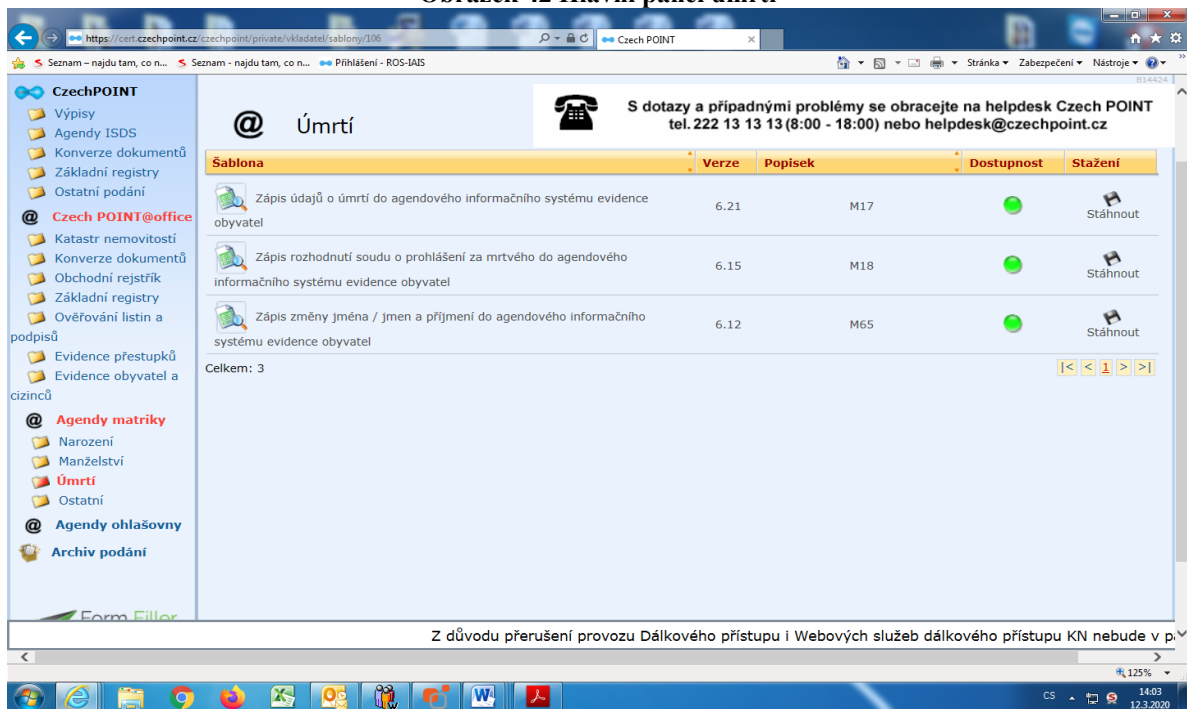 Obrázek 42 Hlavní panel úmrtí
https://cert.czechpoint.cz/czechpoint/private/vkladatel/sablony/106
Czech POINT
Seznam – najdu tam, co n...
Seznam - najdu tam, co n...
Přihlášení - ROS-IAIS
Stránka
Zabezpečení
Nástroje
B14424
CzechPOINT
Výpisy
Agendy ISDS
Konverze dokumentů
Základní registry
Ostatní podání
Czech POINT@office
Katastr nemovitostí
Konverze dokumentů
Obchodní rejstřík
Základní registry
Ověřování listin a
podpisů
Evidence přestupků
Evidence obyvatel a
cizinců
@ Agendy matriky
Narození
Manželství
Úmrtí
Ostatní
@ Agendy ohlašovny
Archiv podání
Form Filler
@ Úmrtí
S dotazy a případnými problémy se obracejte na helpdesk Czech POINT
tel. 222 13 13 13 (8:00 - 18:00) nebo helpdesk@czechpoint.cz
Šablona Verze Popisek Dostupnost Stažení
Zápis údajů o úmrtí do agendového informačního systému evidence
obyvatel
6.21 M17 Stáhnout
Zápis rozhodnutí soudu o prohlášení za mrtvého do agendového
informačního systému evidence obyvatel
6.15 M18 Stáhnout
Zápis změny jména / jmen a příjmení do agendového informačního
systému evidence obyvatel
6.12 M65 Stáhnout
Celkem: 3
|< < 1 > >|
Z důvodu přerušení provozu Dálkového přístupu i Webových služeb dálkového přístupu KN nebude v
125%
CS
14:03
12.3.2020